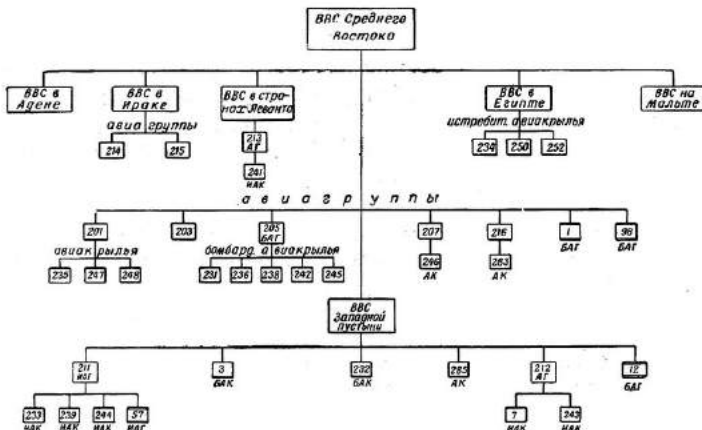 ВВС Среднего
Востока
ВВС в
Адене
ВВС в
Ираке
ВВС в стра-
нах Леванта
ВВС в
Египте
ВВС на
Мальте
авиагруппы
214
215
213
АГ
241
ИАК
истребит. авиакрылья
234
250
252
авиагруппы
201
203
205
БАГ
207
216
1
БАГ
98
БАГ
авиакрылья
235
247
248
бомбард. авиакрылья
231
236
238
242
245
246
АК
283
АК
ВВС
Западной
пустыни
211
3
БАК
232
БАК
285
АК
212
АГ
12
БАГ
233
ИАК
239
ИАК
244
ИАК
57
7
ИАК
243
ИАК